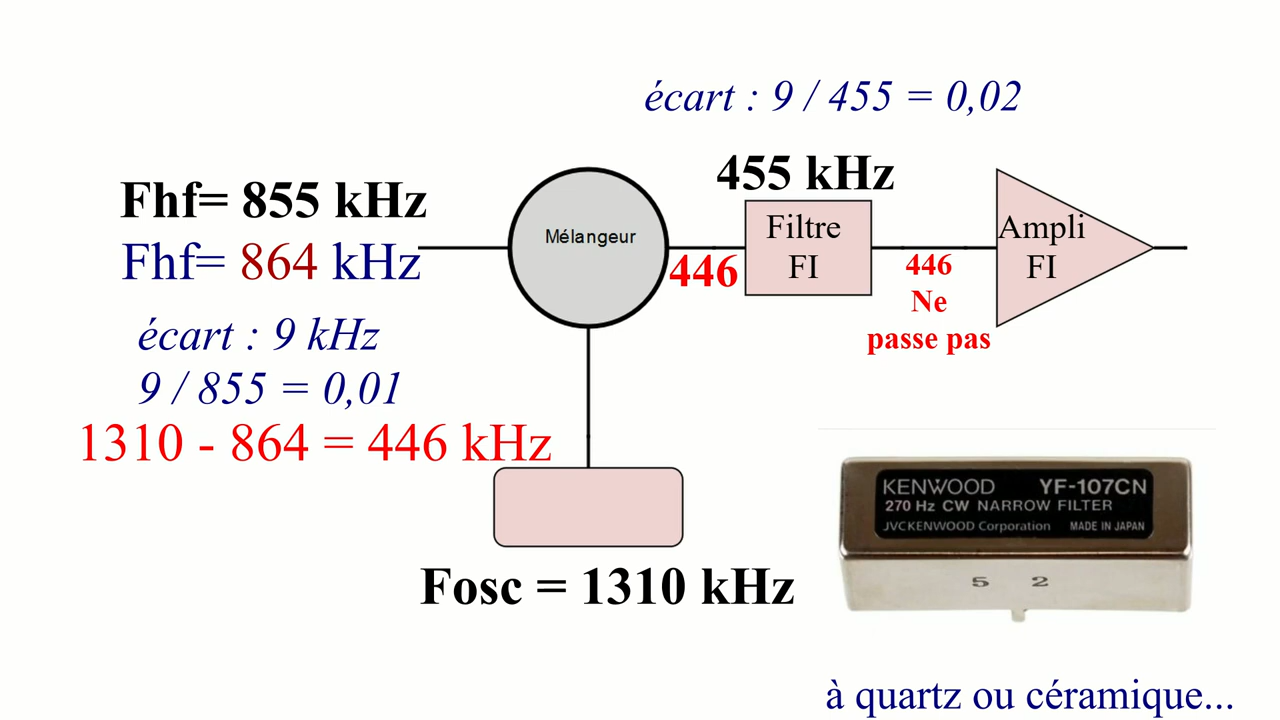 écart : 9 / 455 = 0,02
455 kHz
Fhf= 855 kHz
Fhf= 864 kHz
Mélangeur
446
Filtre
FI
446
Ne
passe pas
Ampli
FI
écart : 9 kHz
9 / 855 = 0,01
1310 - 864 = 446 kHz
Fosc = 1310 kHz
KENWOOD YF-107CN
270 Hz CW NARROW FILTER
JVCKENWOOD Corporation MADE IN JAPAN
5 2
à quartz ou céramique...